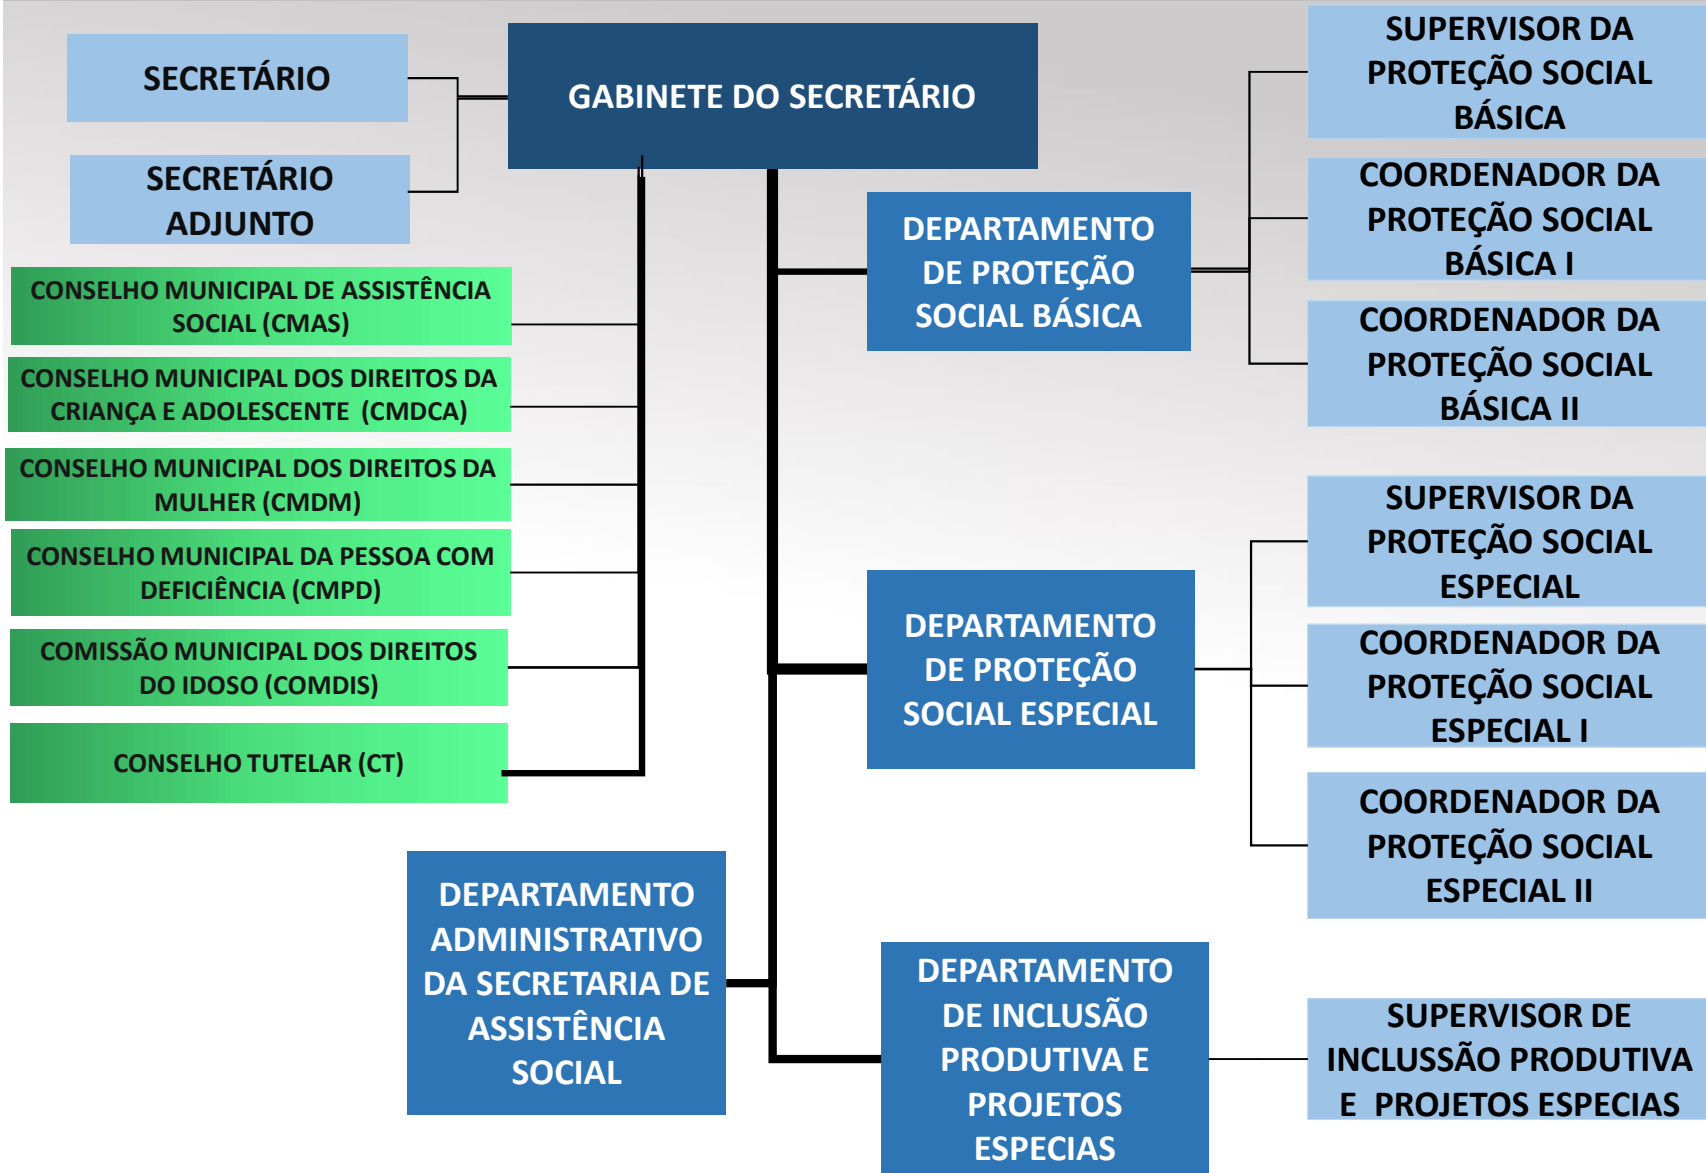 SECRETÁRIO
SECRETÁRIO
ADJUNTO
GABINETE DO SECRETÁRIO
CONSELHO MUNICIPAL DE ASSISTÊNCIA
SOCIAL (CMAS)
CONSELHO MUNICIPAL DOS DIREITOS DA
CRIANÇA E ADOLESCENTE (CMDCA)
CONSELHO MUNICIPAL DOS DIREITOS DA
MULHER (CMDM)
CONSELHO MUNICIPAL DA PESSOA COM
DEFICIÊNCIA (CMPD)
COMISSÃO MUNICIPAL DOS DIREITOS
DO IDOSO (COMDIS)
CONSELHO TUTELAR (CT)
DEPARTAMENTO
DE PROTEÇÃO
SOCIAL BÁSICA
SUPERVISOR DA
PROTEÇÃO SOCIAL
BÁSICA
COORDENADOR DA
PROTEÇÃO SOCIAL
BÁSICA I
COORDENADOR DA
PROTEÇÃO SOCIAL
BÁSICA II
DEPARTAMENTO
DE PROTEÇÃO
SOCIAL ESPECIAL
SUPERVISOR DA
PROTEÇÃO SOCIAL
ESPECIAL
COORDENADOR DA
PROTEÇÃO SOCIAL
ESPECIAL I
COORDENADOR DA
PROTEÇÃO SOCIAL
ESPECIAL II
DEPARTAMENTO
ADMINISTRATIVO
DA SECRETARIA DE
ASSISTÊNCIA
SOCIAL
DEPARTAMENTO
DE INCLUSÃO
PRODUTIVA E
PROJETOS
ESPECIAS
SUPERVISOR DE
INCLUSSÃO PRODUTIVA
E PROJETOS ESPECIAS